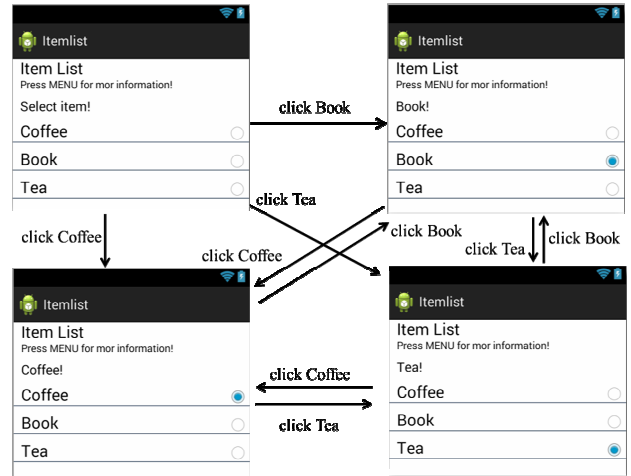 Itemlist
Item List
Press MENU for mor information!
Select item!
Coffee
Book
Tea
click Book
Itemlist
Item List
Press MENU for mor information!
Book!
Coffee
Book
Tea
click Tea
click Coffee
click Coffee
click Book
click Tea
click Book
Itemlist
Item List
Press MENU for mor information!
Coffee!
Coffee
Book
Tea
click Coffee
click Tea
Itemlist
Item List
Press MENU for mor information!
Tea!
Coffee
Book
Tea